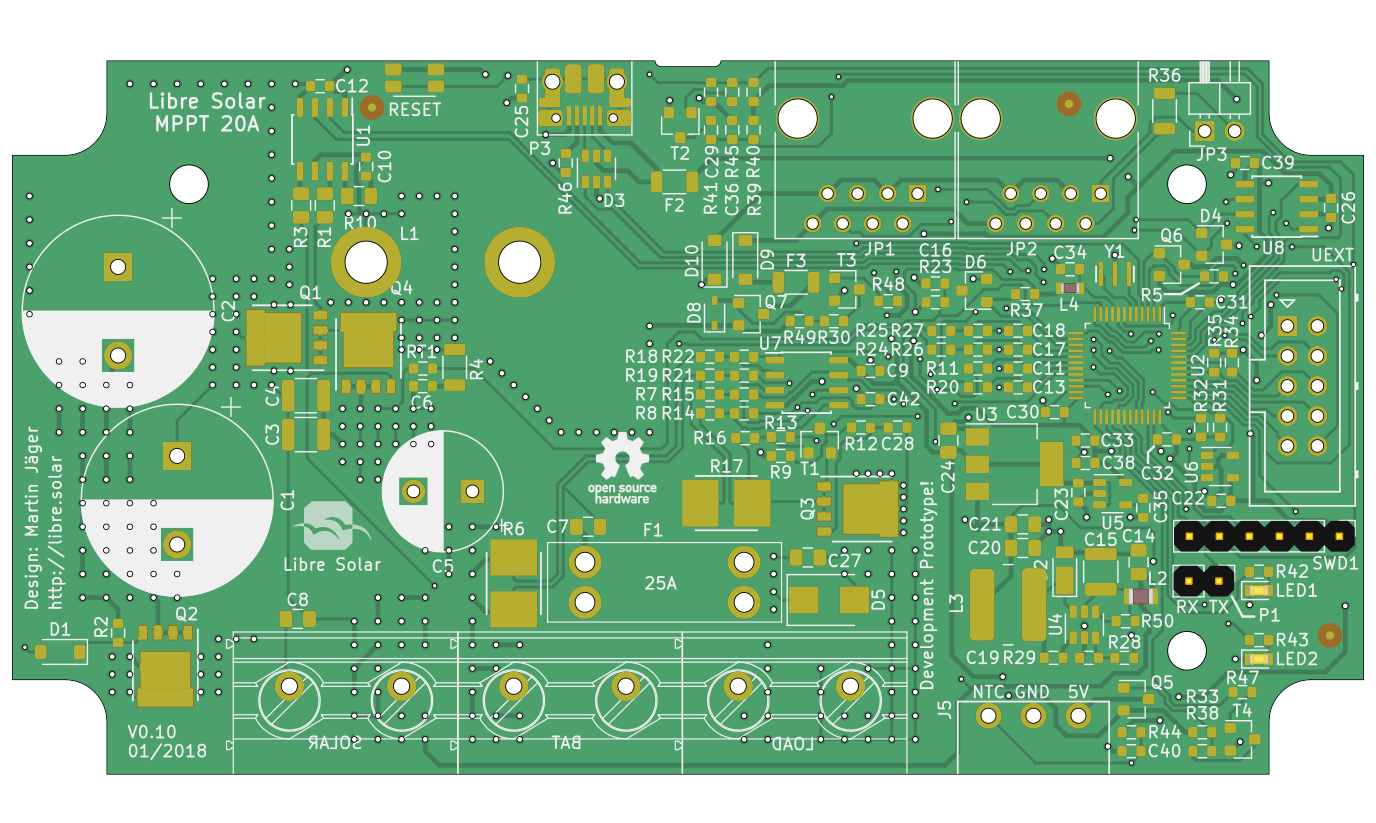 Libre Solar
MPPT 20A
C12
RESET
U1
C10
R3
R1
R10
L1
C25
P3
R46
D3
T2
F2
C29
R45
R40
R41
C36
R39
JP1
JP2
R36
JP3
C39
C26
U8
D4
UEXT
D10
D9
F3
T3
C16
R23
D6
C34
Y1
Q6
L4
R5
C31
R37
R48
D8
Q7
R49
R30
C2
Q1
Q4
R11
C6
R4
C4
C3
R18
R22
R19
R21
R7
R15
R8
R14
U7
R25
R27
C18
R24
R26
C17
C9
R11
C11
R20
C13
C42
R35
R34
U2
R32
R31
C30
U3
R16
R13
R9
T1
R12
C28
C24
C33
C38
C32
U6
C22
C23
U5
C35
R17
Q3
Design: Martin Jäger
http://libre.solar
C1
Libre Solar
C5
R6
C7
F1
25A
C27
D5
open source
hardware
Development Prototype!
C21
C20
C15
C14
L2
L3
U4
R50
R28
C19
R29
SWD1
RX
TX
P1
R42
LED1
R43
LED2
D1
R2
Q2
C8
SOLAR
BAT
LOAD
V0.10
01/2018
J5
NTC
GND
5V
Q5
R33
R38
R47
T4
R44
C40